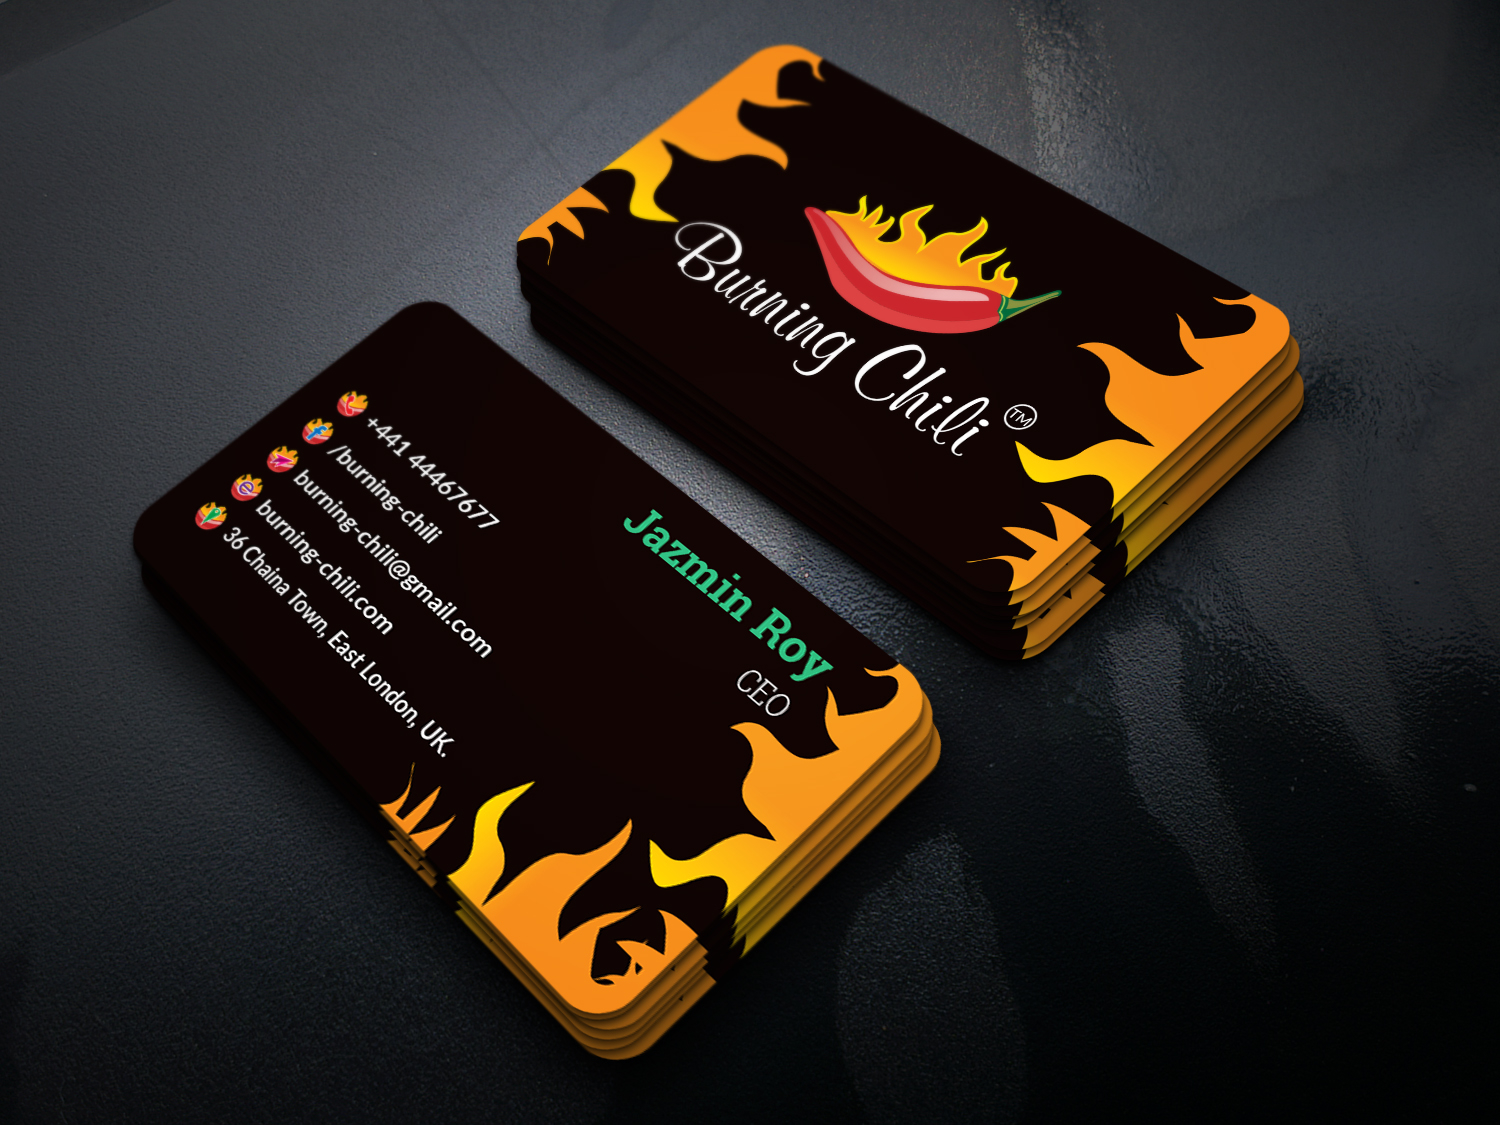 Burning Chili TM
Jazmin Roy
CEO
+441 44467677
/burning-chili
burning-chili@gmail.com
burning-chili.com
36 Chaina Town, East London, UK.